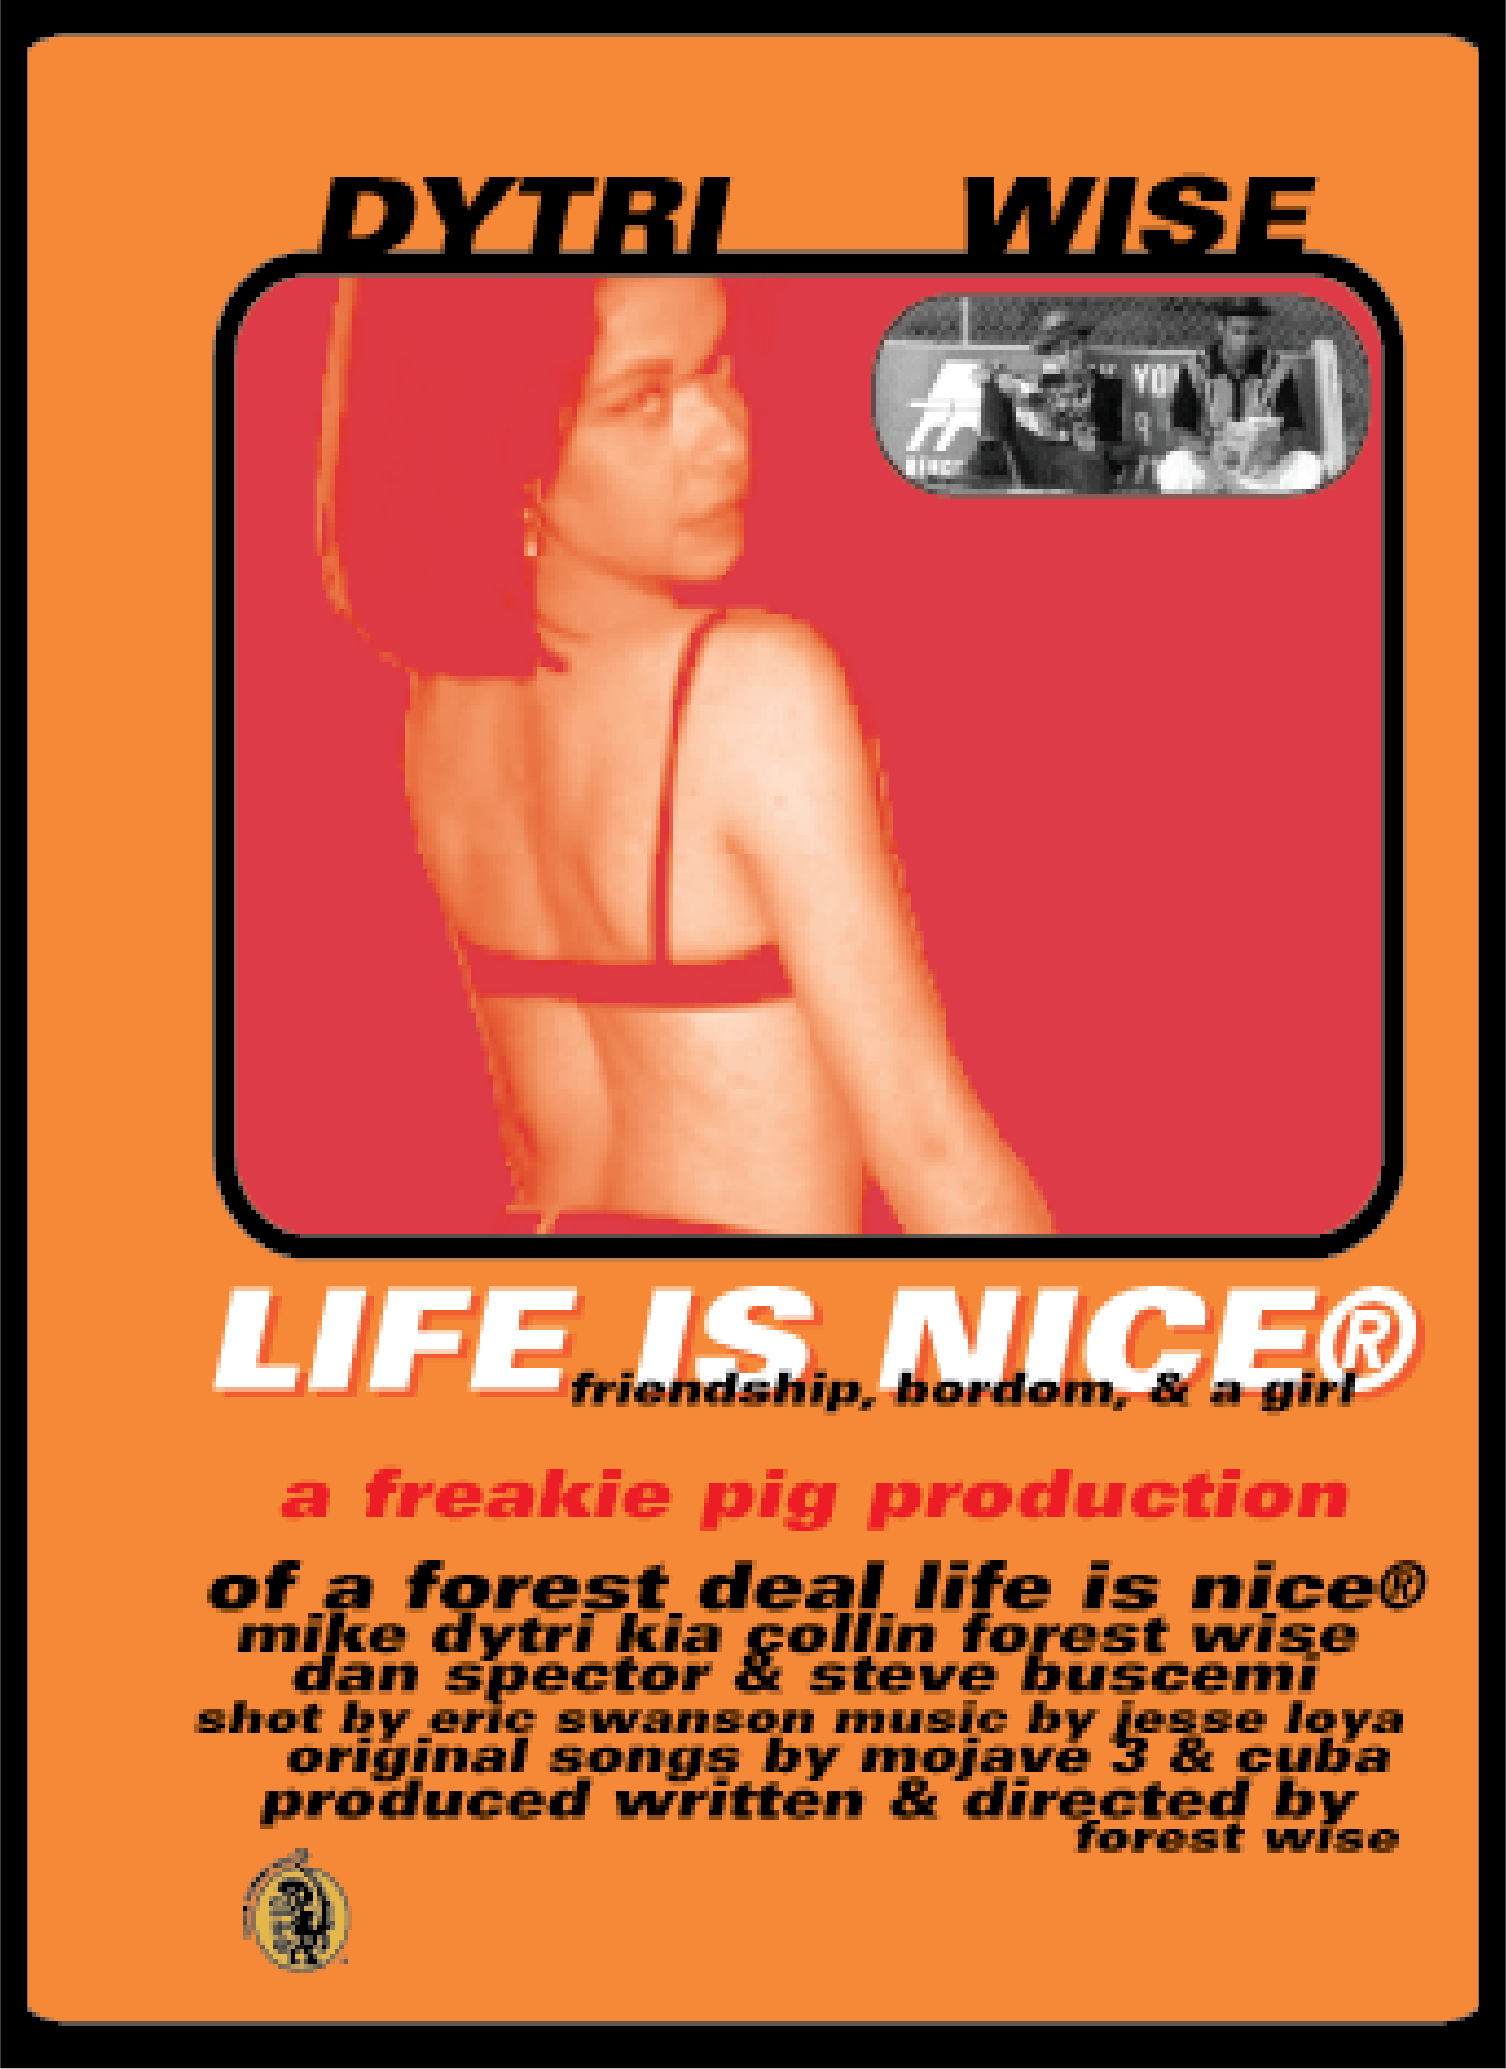 DYTRI WISE
YO
LIFE IS NICE®
friendship, bordom, & a girl
a freakie pig production
of a forest deal life is nice®
mike dytri kia collin forest wise
dan spector & steve buscemi
shot by eric swanson music by jesse loya
original songs by mojave 3 & cuba
produced written & directed by
forest wise